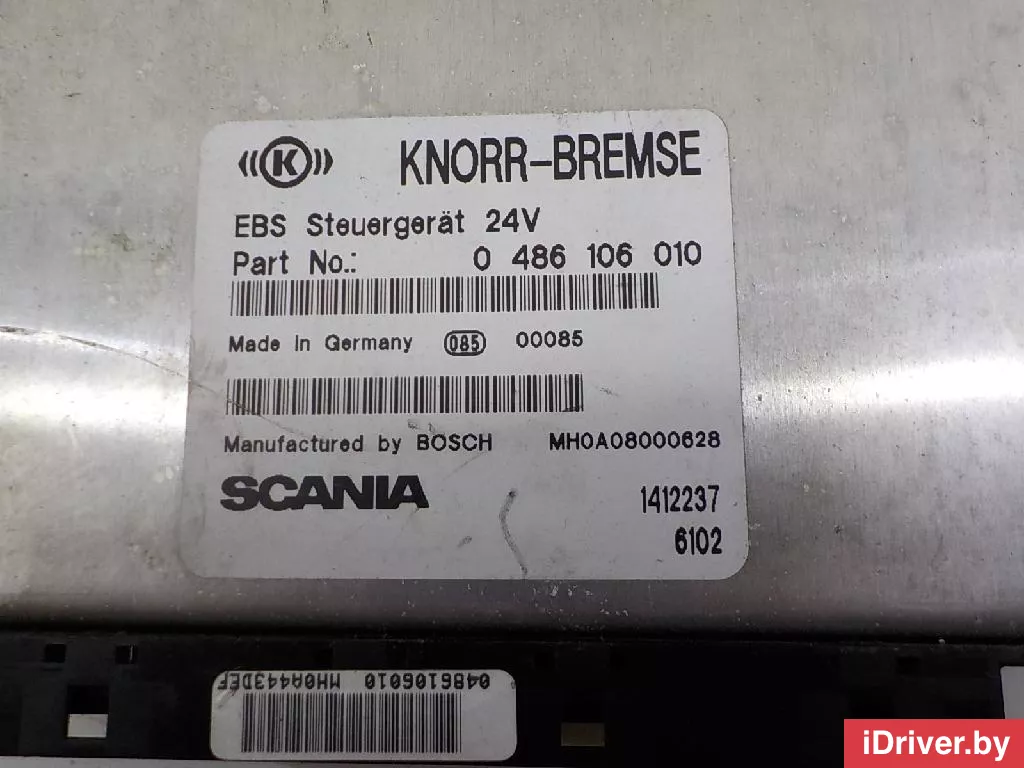 K KNORR-BREMSE
EBS Steuergerät 24V
Part No.: 0 486 106 010
Made in Germany 085 00085
Manufactured by BOSCH MH0A08000628
SCANIA 1412237
6102
0486106010 MH0A443DEF
iDriver.by